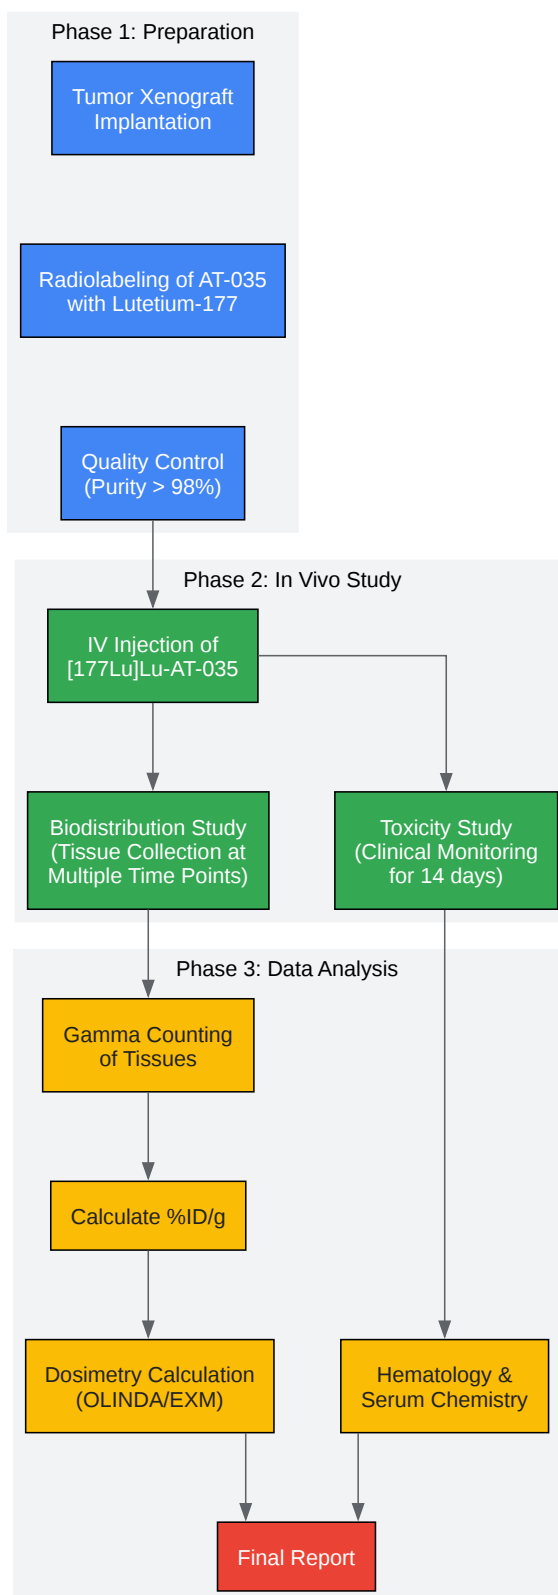 Phase 1: Preparation
Tumor Xenograft
Implantation
Radiolabeling of AT-035
with Lutetium-177
Quality Control
(Purity > 98%)
Phase 2: In Vivo Study
IV Injection of
[177Lu]Lu-AT-035
Biodistribution Study
(Tissue Collection at
Multiple Time Points)
Toxicity Study
(Clinical Monitoring
for 14 days)
Phase 3: Data Analysis
Gamma Counting
of Tissues
Calculate %ID/g
Dosimetry Calculation
(OLINDA/EXM)
Hematology &
Serum Chemistry
Final Report